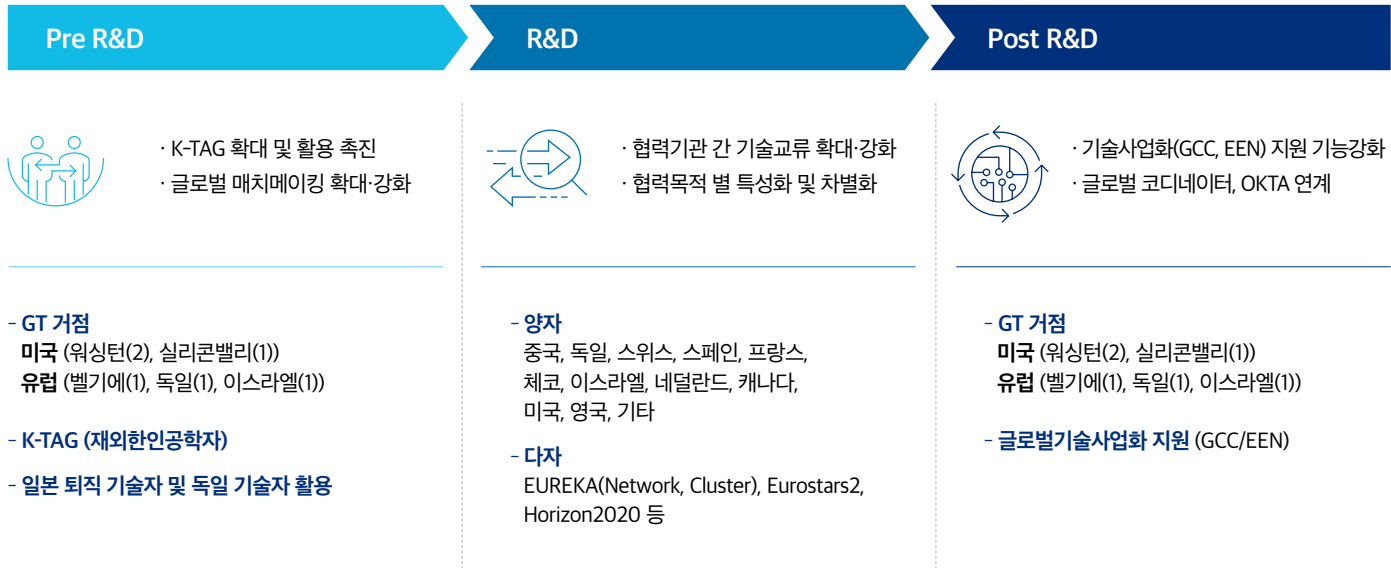 Pre R&D
· K-TAG 확대 및 활용 촉진
· 글로벌 매치메이킹 확대·강화
- GT 거점
미국 (워싱턴(2), 실리콘밸리(1))
유럽 (벨기에(1), 독일(1), 이스라엘(1))
- K-TAG (재외한인공학자)
- 일본 퇴직 기술자 및 독일 기술자 활용
R&D
· 협력기관 간 기술교류 확대·강화
· 협력목적 별 특성화 및 차별화
- 양자
중국, 독일, 스위스, 스페인, 프랑스,
체코, 이스라엘, 네덜란드, 캐나다,
미국, 영국, 기타
- 다자
EUREKA(Network, Cluster), Eurostars2,
Horizon2020 등
Post R&D
· 기술사업화(GCC, EEN) 지원 기능강화
· 글로벌 코디네이터, OKTA 연계
- GT 거점
미국 (워싱턴(2), 실리콘밸리(1))
유럽 (벨기에(1), 독일(1), 이스라엘(1))
- 글로벌기술사업화 지원 (GCC/EEN)